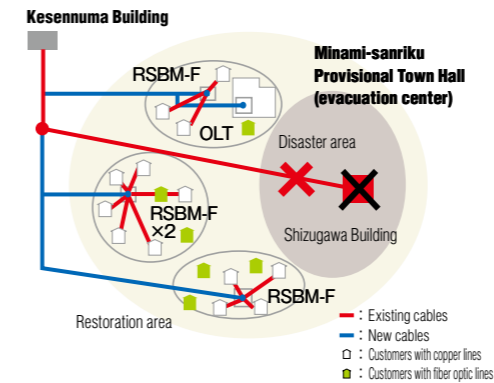 Kesennuma Building
RSBM-F
OLT
Minami-sanriku
Provisional Town Hall
(evacuation center)
Disaster area
Shizugawa Building
RSBM-F
×2
RSBM-F
Restoration area
: Existing cables
: New cables
: Customers with copper lines
: Customers with fiber optic lines